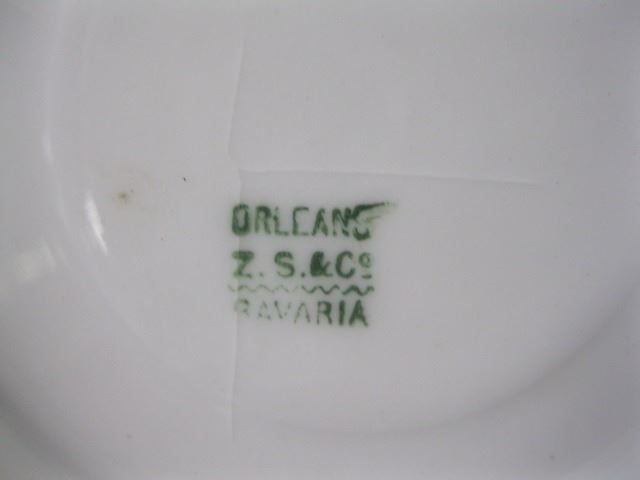 ORLEANS
Z. S. & Co
BAVARIA